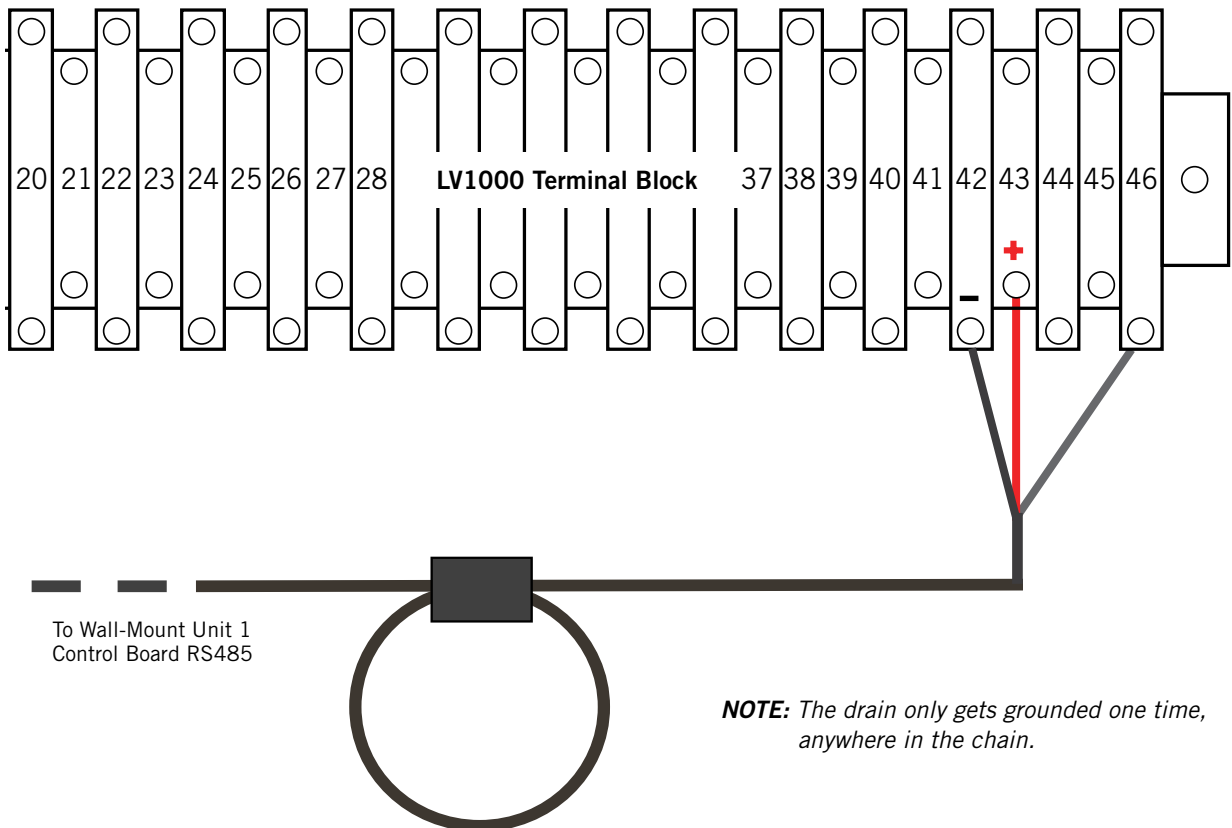 20 21 22 23 24 25 26 27 28 LV1000 Terminal Block 37 38 39 40 41 42 43 44 45 46
+
–
To Wall-Mount Unit 1
Control Board RS485
NOTE: The drain only gets grounded one time,
anywhere in the chain.